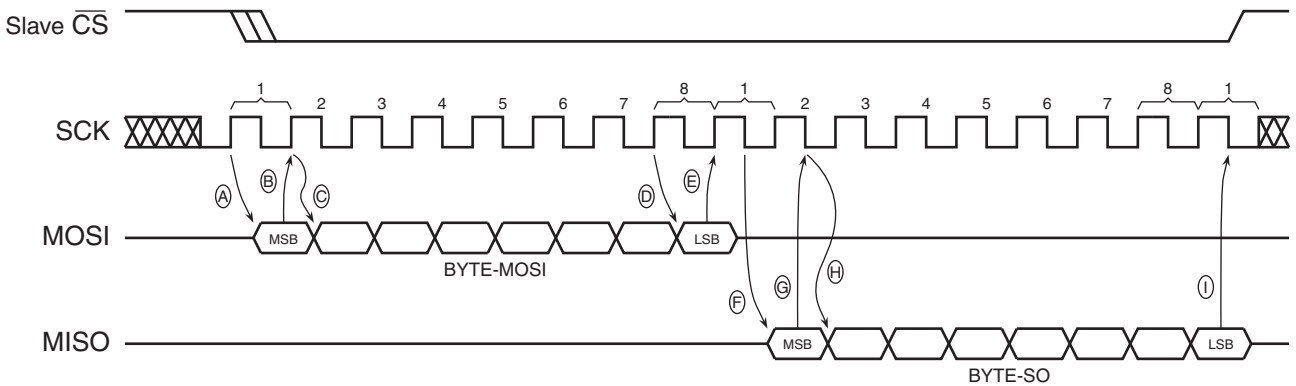 Slave C̅S̅
1 2 3 4 5 6 7 8 1 2 3 4 5 6 7 8 1
SCK
A B C D E
MOSI MSB LSB
BYTE-MOSI
F G H I
MISO MSB LSB
BYTE-SO